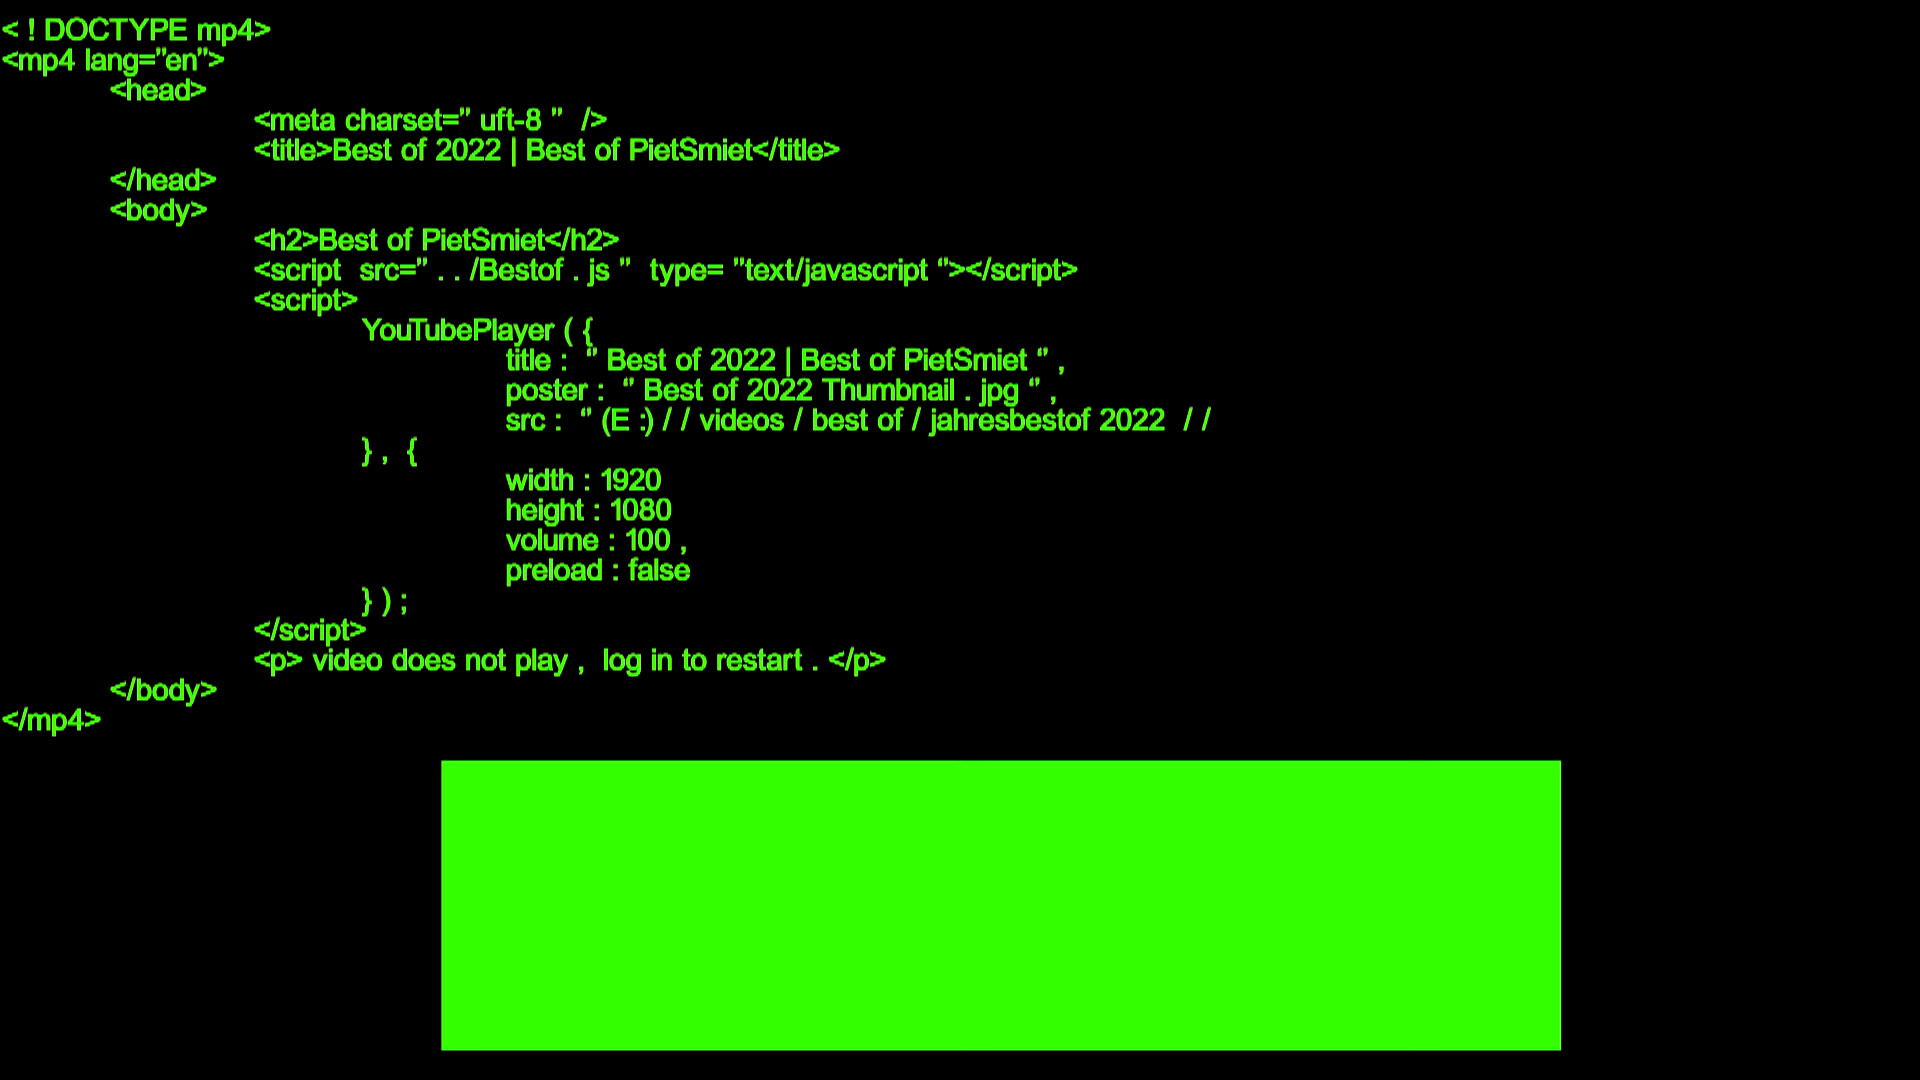 < ! DOCTYPE mp4>
<mp4 lang="en">
<head>
<meta charset=" uft-8 "  />
<title>Best of 2022 | Best of PietSmiet</title>
</head>
<body>
<h2>Best of PietSmiet</h2>
<script  src=" . . /Bestof . js "  type= "text/javascript "></script>
<script>
YouTubePlayer ( {
title :  " Best of 2022 | Best of PietSmiet " ,
poster :  " Best of 2022 Thumbnail . jpg " ,
src :  " (E :) / / videos / best of / jahresbestof 2022  / /
} ,  {
width : 1920
height : 1080
volume : 100 ,
preload : false
} ) ;
</script>
<p> video does not play ,  log in to restart . </p>
</body>
</mp4>